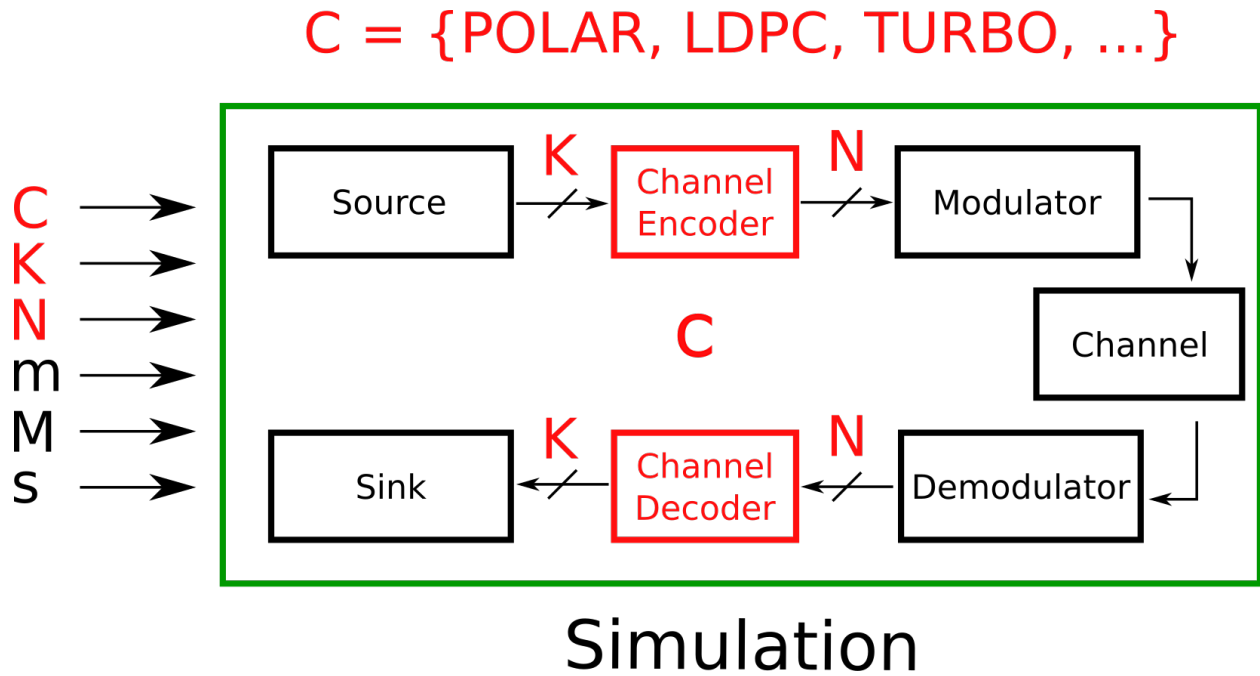 C = {POLAR, LDPC, TURBO, ...}
C
K
N
m
M
s
Source
K
Channel
Encoder
N
Modulator
C
Channel
Sink
K
Channel
Decoder
N
Demodulator
Simulation